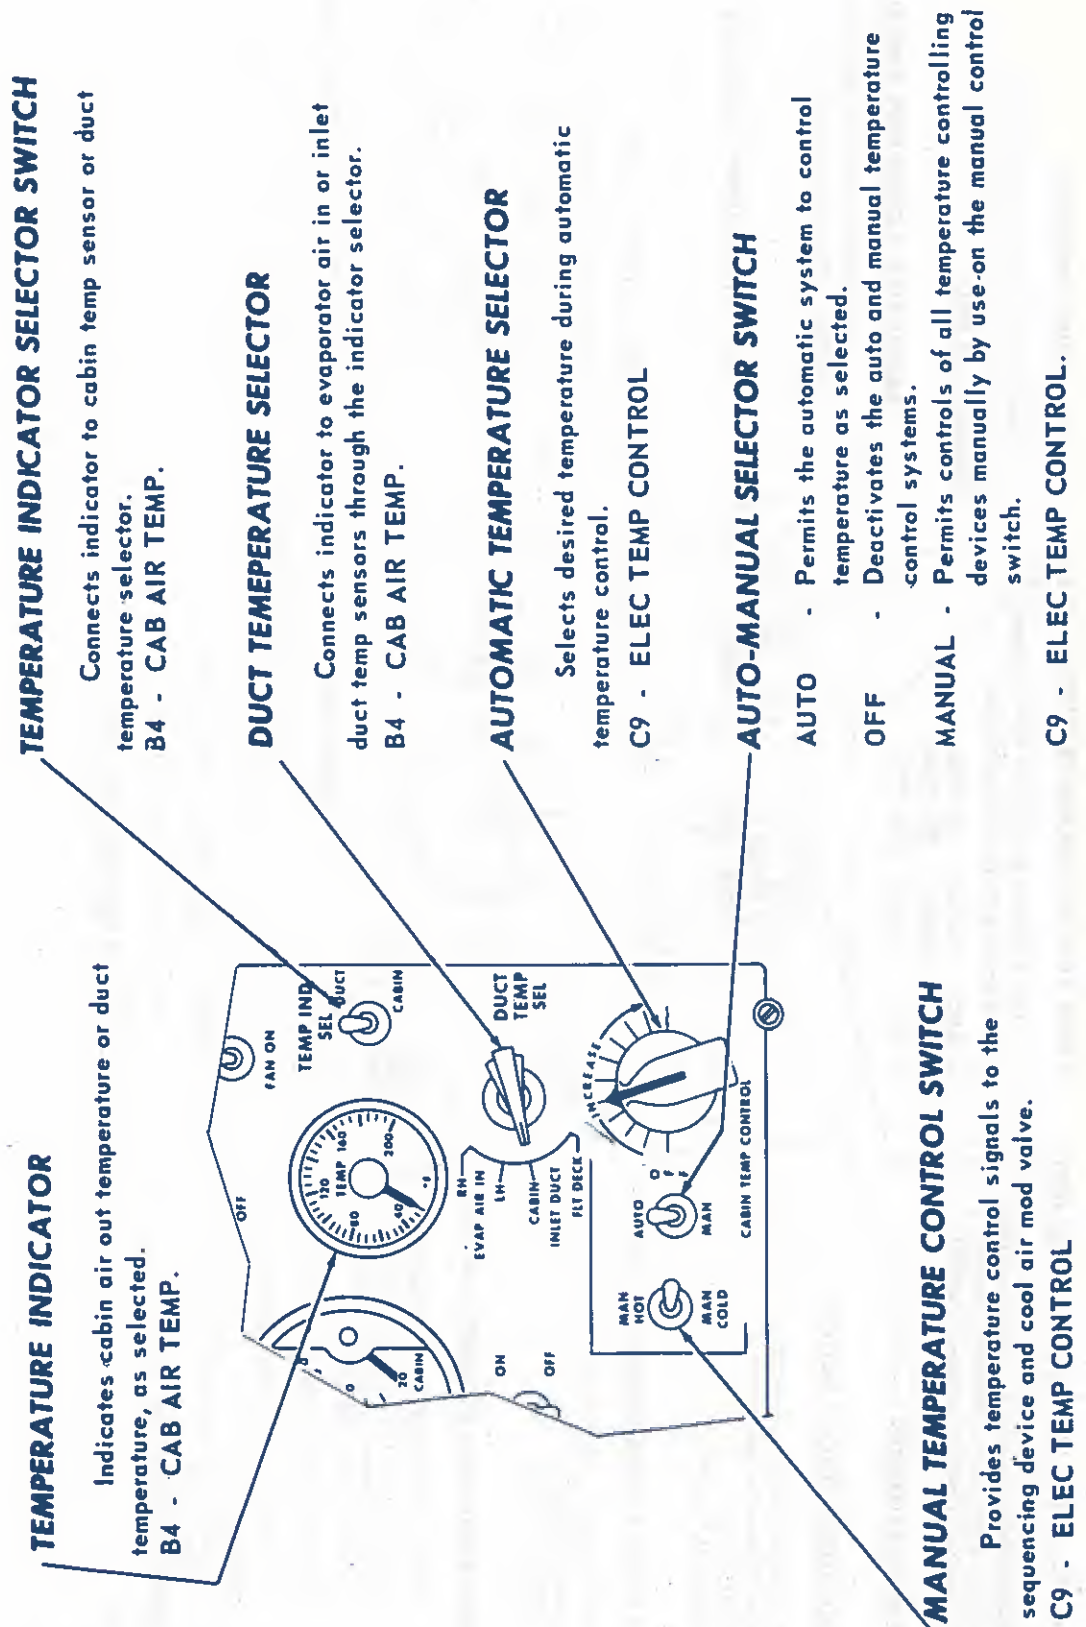 TEMPERATURE INDICATOR
Indicates cabin air out temperature or duct
temperature, as selected.
B4 - CAB AIR TEMP.
TEMPERATURE INDICATOR SELECTOR SWITCH
Connects indicator to cabin temp sensor or duct
temperature selector.
B4 - CAB AIR TEMP.
DUCT TEMEPERATURE SELECTOR
Connects indicator to evaporator air in or inlet
duct temp sensors through the indicator selector.
B4 - CAB AIR TEMP.
AUTOMATIC TEMPERATURE SELECTOR
Selects desired temperature during automatic
temperature control.
C9 - ELEC TEMP CONTROL
AUTO-MANUAL SELECTOR SWITCH
AUTO - Permits the automatic system to control
temperature as selected.
OFF - Deactivates the auto and manual temperature
control systems.
MANUAL - Permits controls of all temperature controlling
devices manually by use-on the manual control
switch.
C9 - ELEC TEMP CONTROL.
MANUAL TEMPERATURE CONTROL SWITCH
Provides temperature control signals to the
sequencing device and cool air mod valve.
C9 - ELEC TEMP CONTROL
OFF
FAN ON
TEMP IND
SEL
DUCT
CABIN
120
TEMP
160
80
200
40
°F
0
20
CABIN
ON
OFF
RH
EVAP AIR IN
LH
CABIN
INLET DUCT
FLT DECK
DUCT
TEMP
SEL
INCREASE
MAN
HOT
MAN
COLD
AUTO
OFF
MAN
CABIN TEMP CONTROL